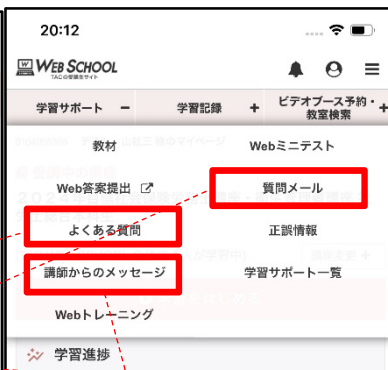 20:12
WEB SCHOOL
TACの受講生サイト
学習サポート − 学習記録 + ビデオブース予約・教室検索 +
教材 Webミニテスト
Web答案提出 質問メール
よくある質問 正誤情報
講師からのメッセージ 学習サポート一覧
Webトレーニング
学習進捗